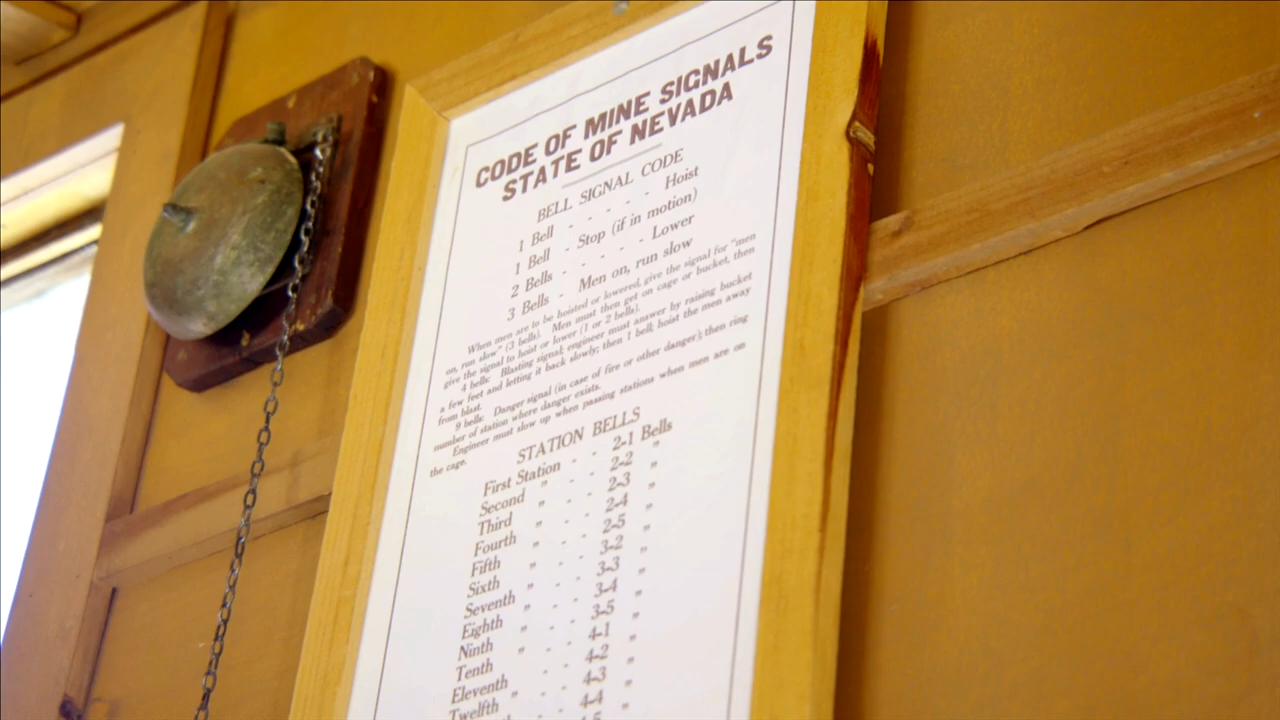 CODE OF MINE SIGNALS
STATE OF NEVADA
BELL SIGNAL CODE
1 Bell - - - - Hoist
1 Bell - Stop (if in motion)
2 Bells - - - - Lower
3 Bells - Men on, run slow
When men are to be hoisted or lowered, give the signal for "men
on, run slow" (3 bells). Men must then get on cage or bucket, then
give the signal to hoist or lower (1 or 2 bells).
4 bells: Blasting signal; engineer must answer by raising bucket
a few feet and letting it back slowly; then 1 bell; hoist the men away
from blast.
9 bells: Danger signal (in case of fire or other danger); then ring
number of station where danger exists.
Engineer must slow up when passing stations when men are on
the cage.
STATION BELLS
First Station - - 2-1 Bells
Second " - - 2-2 "
Third " - - 2-3 "
Fourth " - - 2-4 "
Fifth " - - 2-5 "
Sixth " - - 3-2 "
Seventh " - - 3-3 "
Eighth " - - 3-4 "
Ninth " - - 3-5 "
Tenth " - - 4-1 "
Eleventh " - - 4-2 "
Twelfth " - - 4-3 "
4-4 "